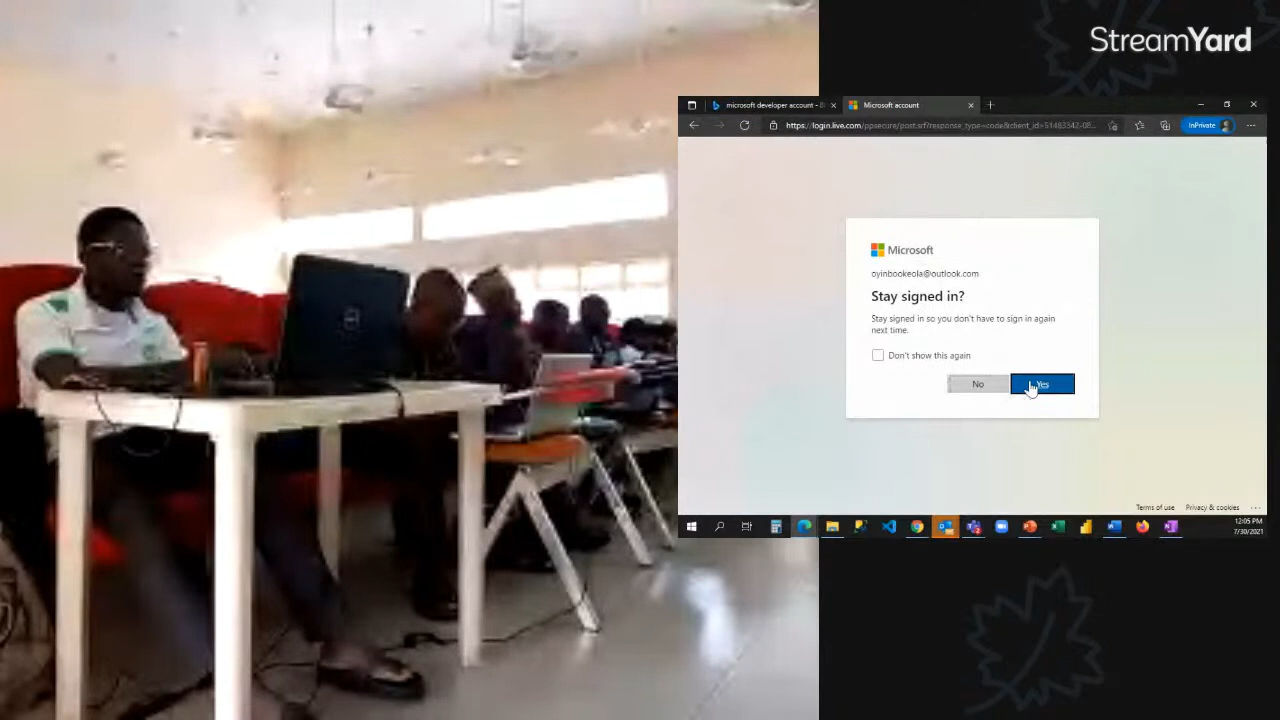 StreamYard
microsoft developer account - B
Microsoft account
https://login.live.com/ppsecure/post.srf?response_type=code&client_id=51483342-08...
InPrivate
Microsoft
oyinbookeola@outlook.com
Stay signed in?
Stay signed in so you don't have to sign in again
next time.
Don't show this again
No
Yes
Terms of use
Privacy & cookies
12:05 PM
7/30/2021